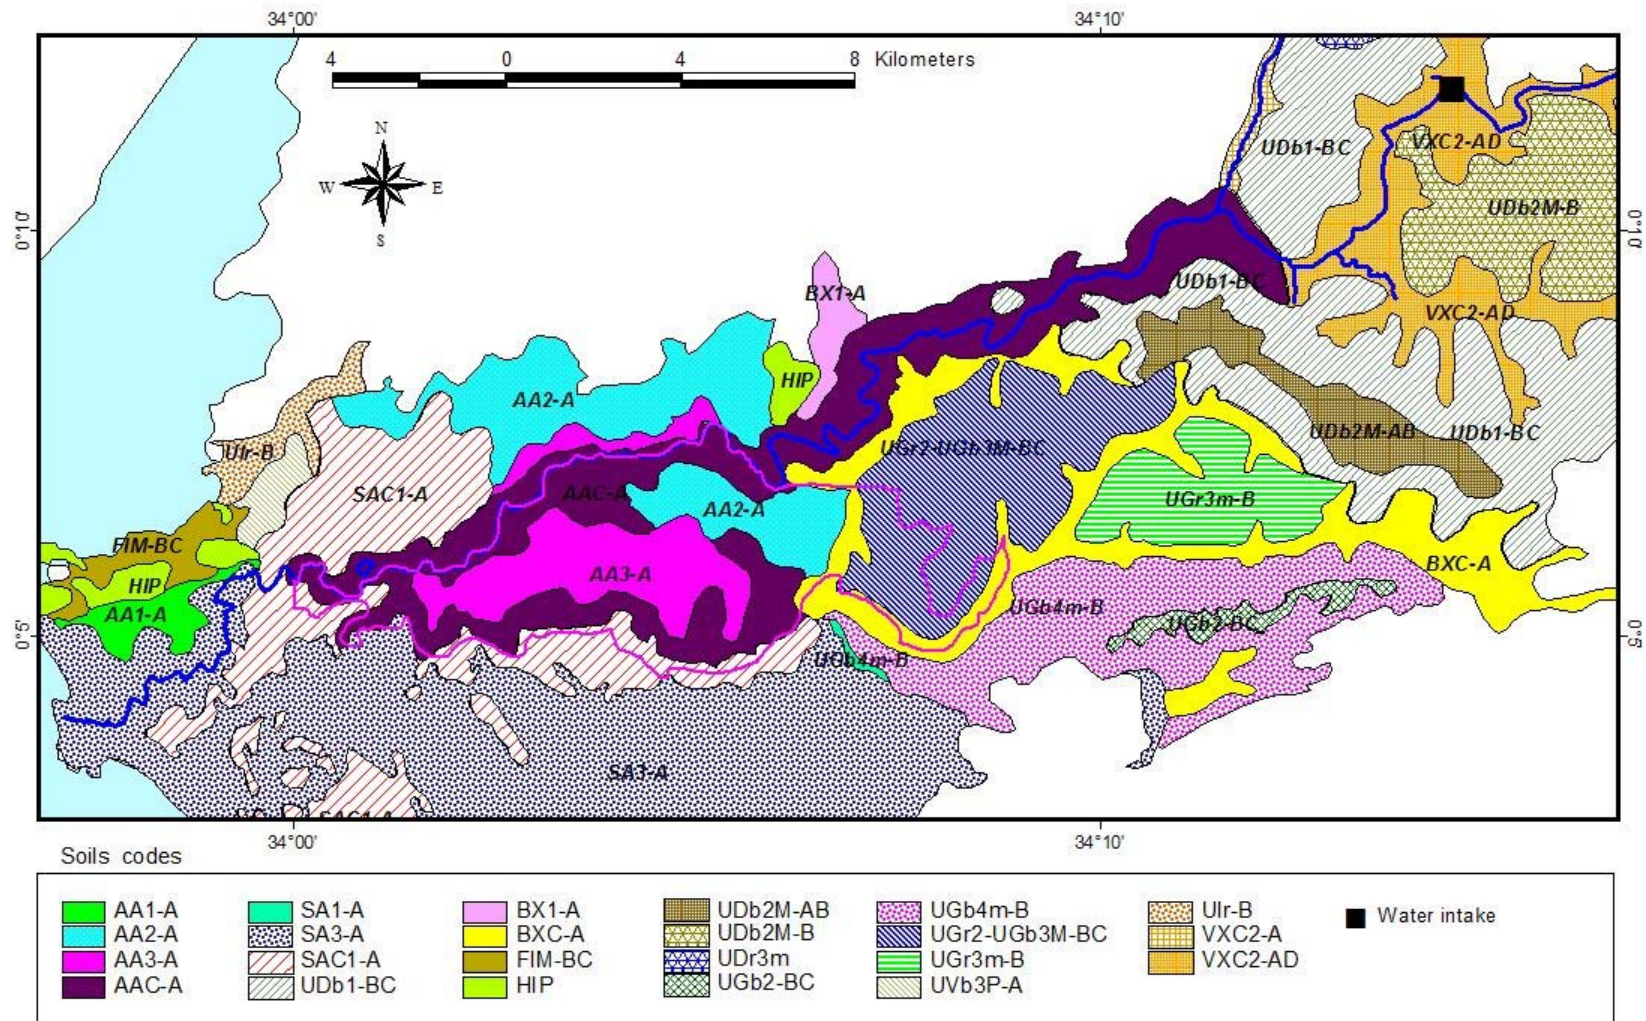 34°00' 34°10'
4 0 4 8 Kilometers
N
W E
S
UDb1-BC
VXC2-AD
UDb2M-B
0°10' 0°10'
UDb1-BC
BX1-A
VXC2-AD
HIP
AA2-A
UDb2M-AB
UDb1-BC
UIr-B
UGr2-UGb3M-BC
SAC1-A
AAC-A
UGr3m-B
AA2-A
FIM-BC
BXC-A
HIP
AA3-A
AA1-A
UGb4m-B
UGb2-BC
0°5' 0°5'
UGb4m-B
SA3-A
SAC1-A
34°00' 34°10'
Soils codes
AA1-A SA1-A BX1-A UDb2M-AB UGb4m-B UIr-B Water intake
AA2-A SA3-A BXC-A UDb2M-B UGr2-UGb3M-BC VXC2-A
AA3-A SAC1-A FIM-BC UDr3m UGr3m-B VXC2-AD
AAC-A UDb1-BC HIP UGb2-BC UVb3P-A